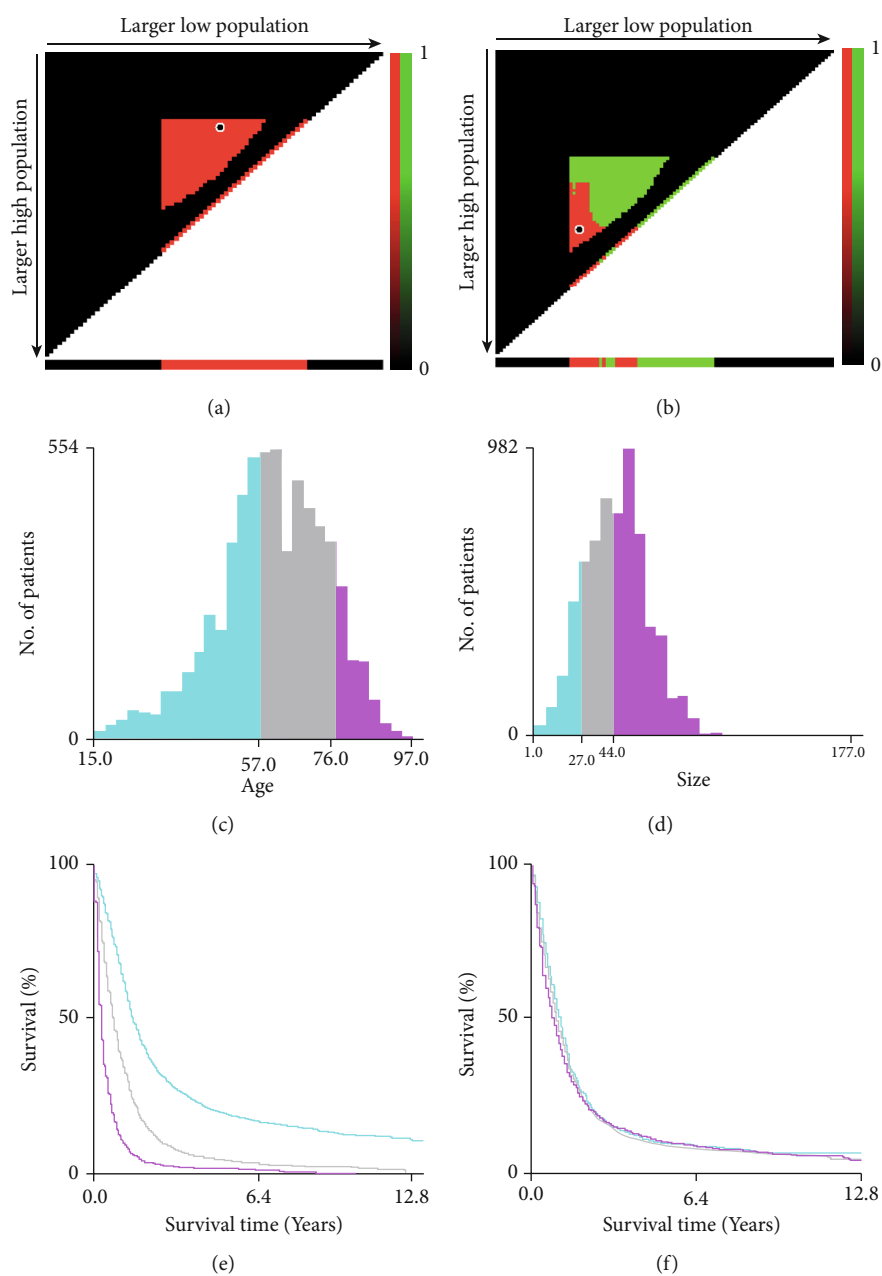 Larger low population
Larger high population
1
0
(a)
Larger low population
Larger high population
1
0
(b)
554
No. of patients
0
15.0
57.0
76.0
97.0
Age
(c)
982
No. of patients
0
1.0
27.0
44.0
177.0
Size
(d)
100
Survival (%)
50
0
0.0
6.4
12.8
Survival time (Years)
(e)
100
Survival (%)
50
0
0.0
6.4
12.8
Survival time (Years)
(f)